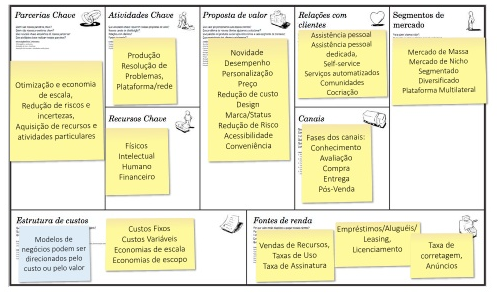 Parcerias Chave
Otimização e economia
de escala,
Redução de riscos e
incertezas,
Aquisição de recursos e
atividades particulares
Atividades Chave
Produção
Resolução de
Problemas,
Plataforma/rede
Recursos Chave
Físicos
Intelectual
Humano
Financeiro
Proposta de valor
Novidade
Desempenho
Personalização
Preço
Redução de custo
Design
Marca/Status
Redução de Risco
Acessibilidade
Conveniência
Relações com
clientes
Assistência pessoal
Assistência pessoal
dedicada,
Self-service
Serviços automatizados
Comunidades
Cocriação
Canais
Fases dos canais:
Conhecimento
Avaliação
Compra
Entrega
Pós-Venda
Segmentos de
mercado
Mercado de Massa
Mercado de Nicho
Segmentado
Diversificado
Plataforma Multilateral
Estrutura de custos
Modelos de
negócios podem ser
direcionados pelo
custo ou pelo valor
Custos Fixos
Custos Variáveis
Economias de escala
Economias de escopo
Fontes de renda
Vendas de Recursos,
Taxas de Uso
Taxa de Assinatura
Empréstimos/Aluguéis/
Leasing,
Licenciamento
Taxa de
corretagem,
Anúncios